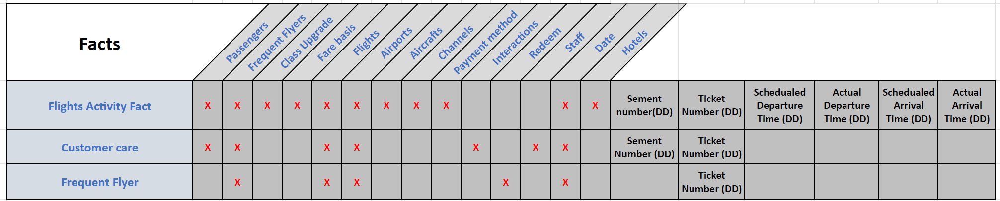 Facts
Passengers
Frequent Flyers
Class Upgrade
Fare basis
Flights
Airports
Aircrafts
Channels
Payment method
Interactions
Redeem
Staff
Date
Hotels
Flights Activity Fact
X X X X X X X X X X X
Sement
number(DD)
Ticket
Number (DD)
Schedualed
Departure
Time (DD)
Actual
Departure
Time (DD)
Schedualed
Arrival
Time (DD)
Actual
Arrival
Time (DD)
Customer care
X X X X X X X
Sement
Number (DD)
Ticket
Number (DD)
Frequent Flyer
X X X X X
Ticket
Number (DD)